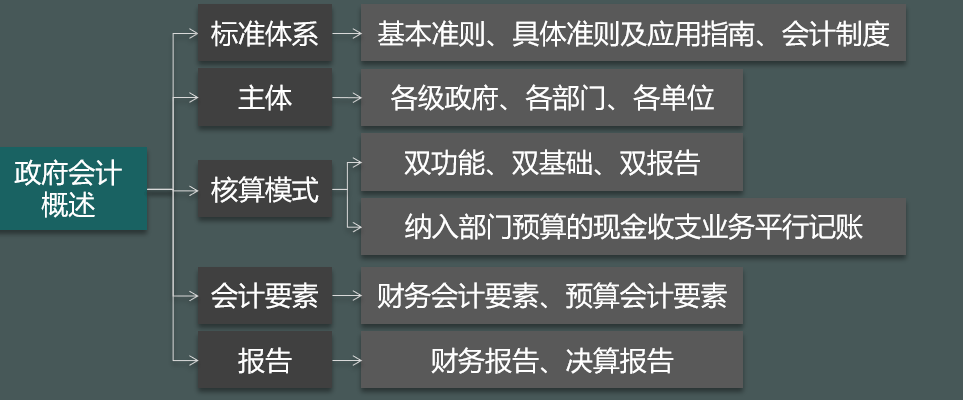 政府会计
概述
标准体系
基本准则、具体准则及应用指南、会计制度
主体
各级政府、各部门、各单位
核算模式
双功能、双基础、双报告
纳入部门预算的现金收支业务平行记账
会计要素
财务会计要素、预算会计要素
报告
财务报告、决算报告